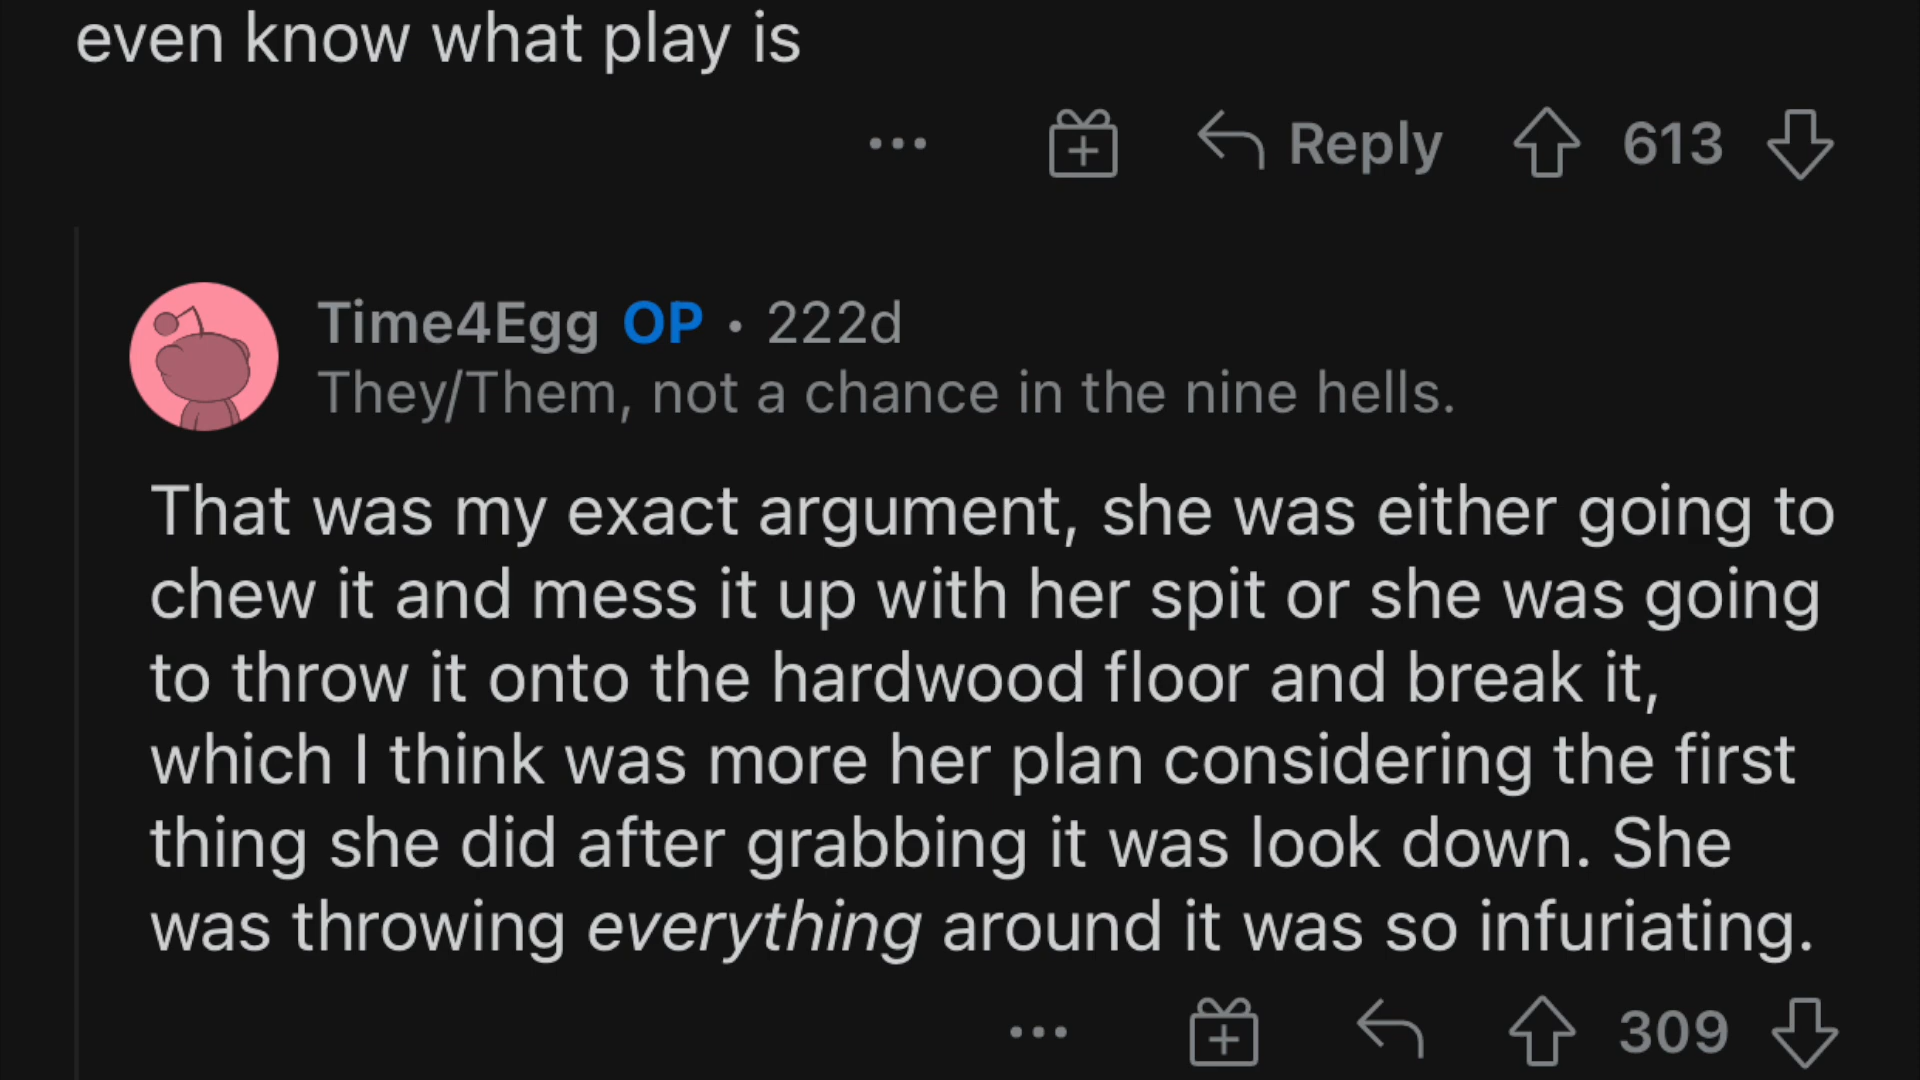 even know what play is
Reply 613
Time4Egg OP • 222d
They/Them, not a chance in the nine hells.
That was my exact argument, she was either going to
chew it and mess it up with her spit or she was going
to throw it onto the hardwood floor and break it,
which I think was more her plan considering the first
thing she did after grabbing it was look down. She
was throwing everything around it was so infuriating.
309